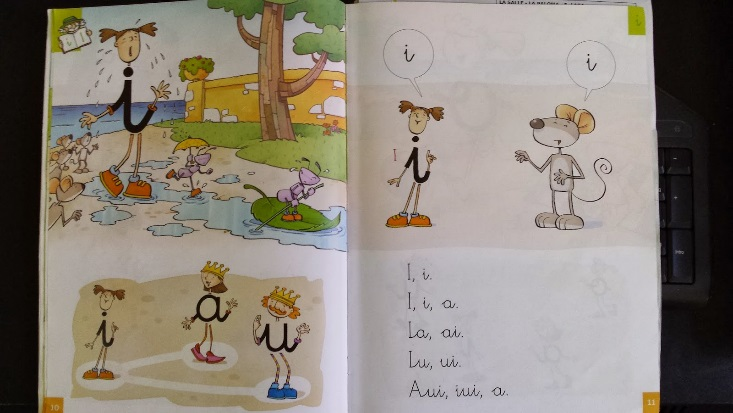 i
a
u
10
i
i
I, i.
I, i, a.
Ia, ai.
Iu, ui.
Aui, iui, a.
11